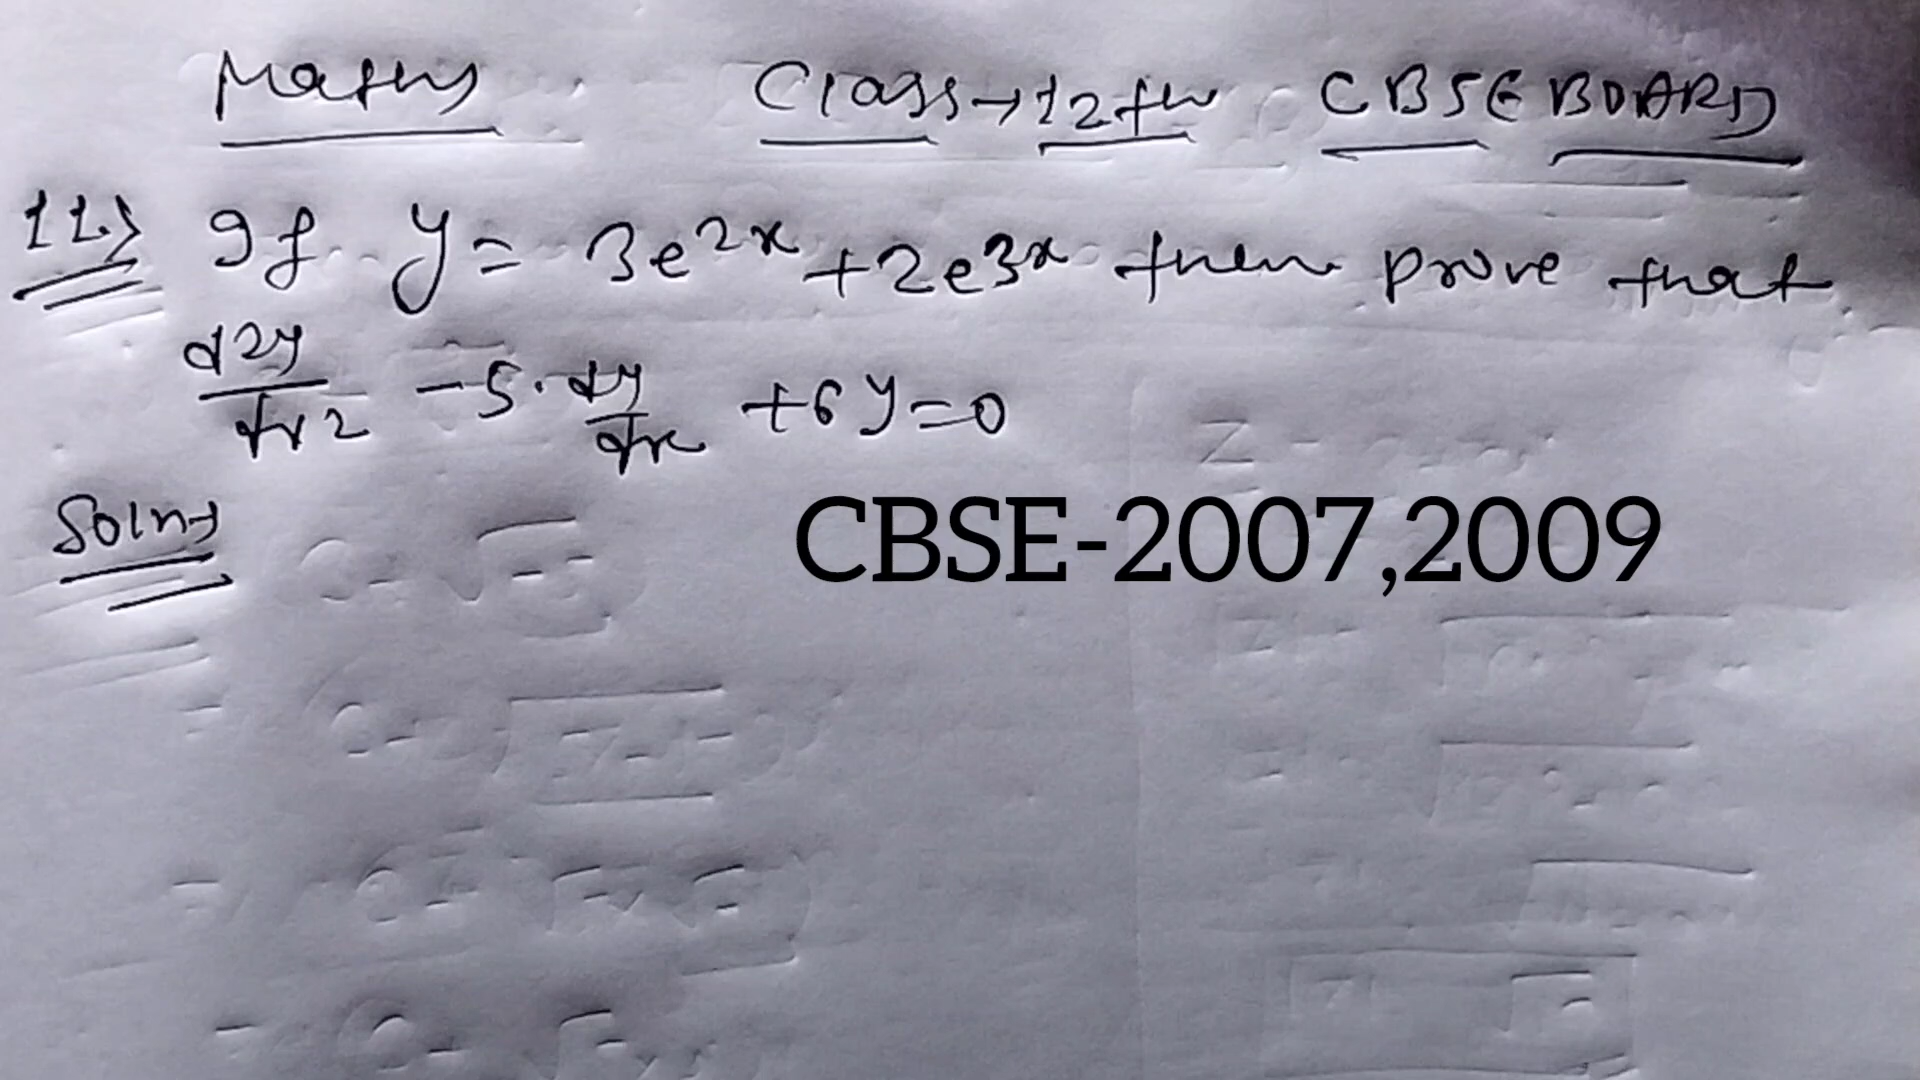 Maths Class→12th CBSE BOARD
11.> If y = 3e^2x + 2e^3x then prove that
d2y/dx2 - 5. dy/dx + 6y = 0
Soln→
CBSE-2007,2009